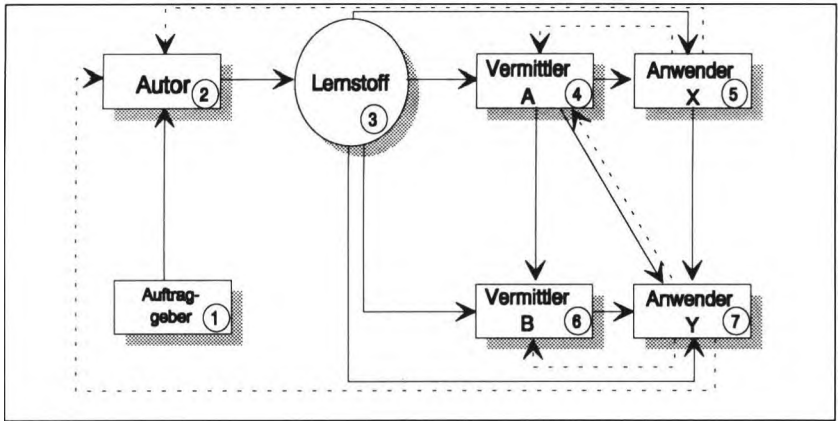 Autor
2
Lernstoff
3
Vermittler
A
4
Anwender
X
5
Auftrag-
geber
1
Vermittler
B
6
Anwender
Y
7